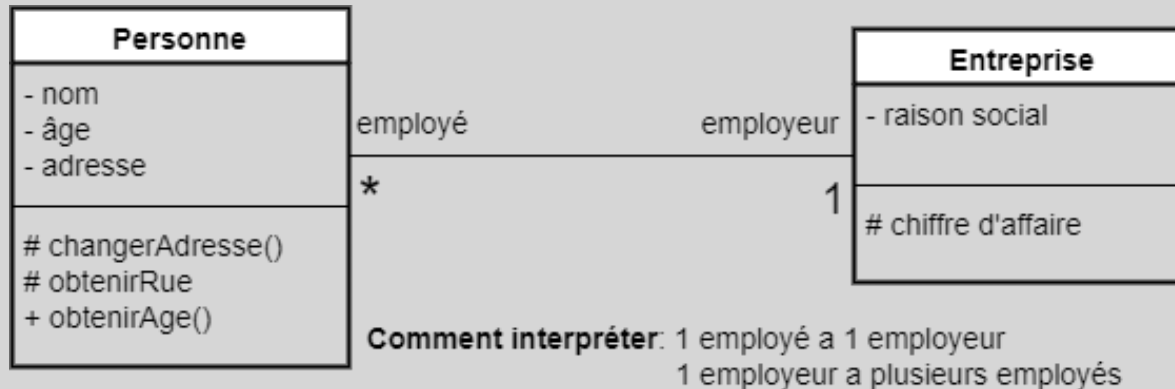 Personne
- nom
- âge
- adresse
# changerAdresse()
# obtenirRue
+ obtenirAge()
employé
*
employeur
1
Entreprise
- raison social
# chiffre d'affaire
Comment interpréter: 1 employé a 1 employeur
1 employeur a plusieurs employés